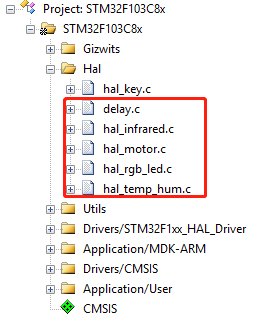 Project: STM32F103C8x
STM32F103C8x
Gizwits
Hal
hal_key.c
delay.c
hal_infrared.c
hal_motor.c
hal_rgb_led.c
hal_temp_hum.c
Utils
Drivers/STM32F1xx_HAL_Driver
Application/MDK-ARM
Drivers/CMSIS
Application/User
CMSIS